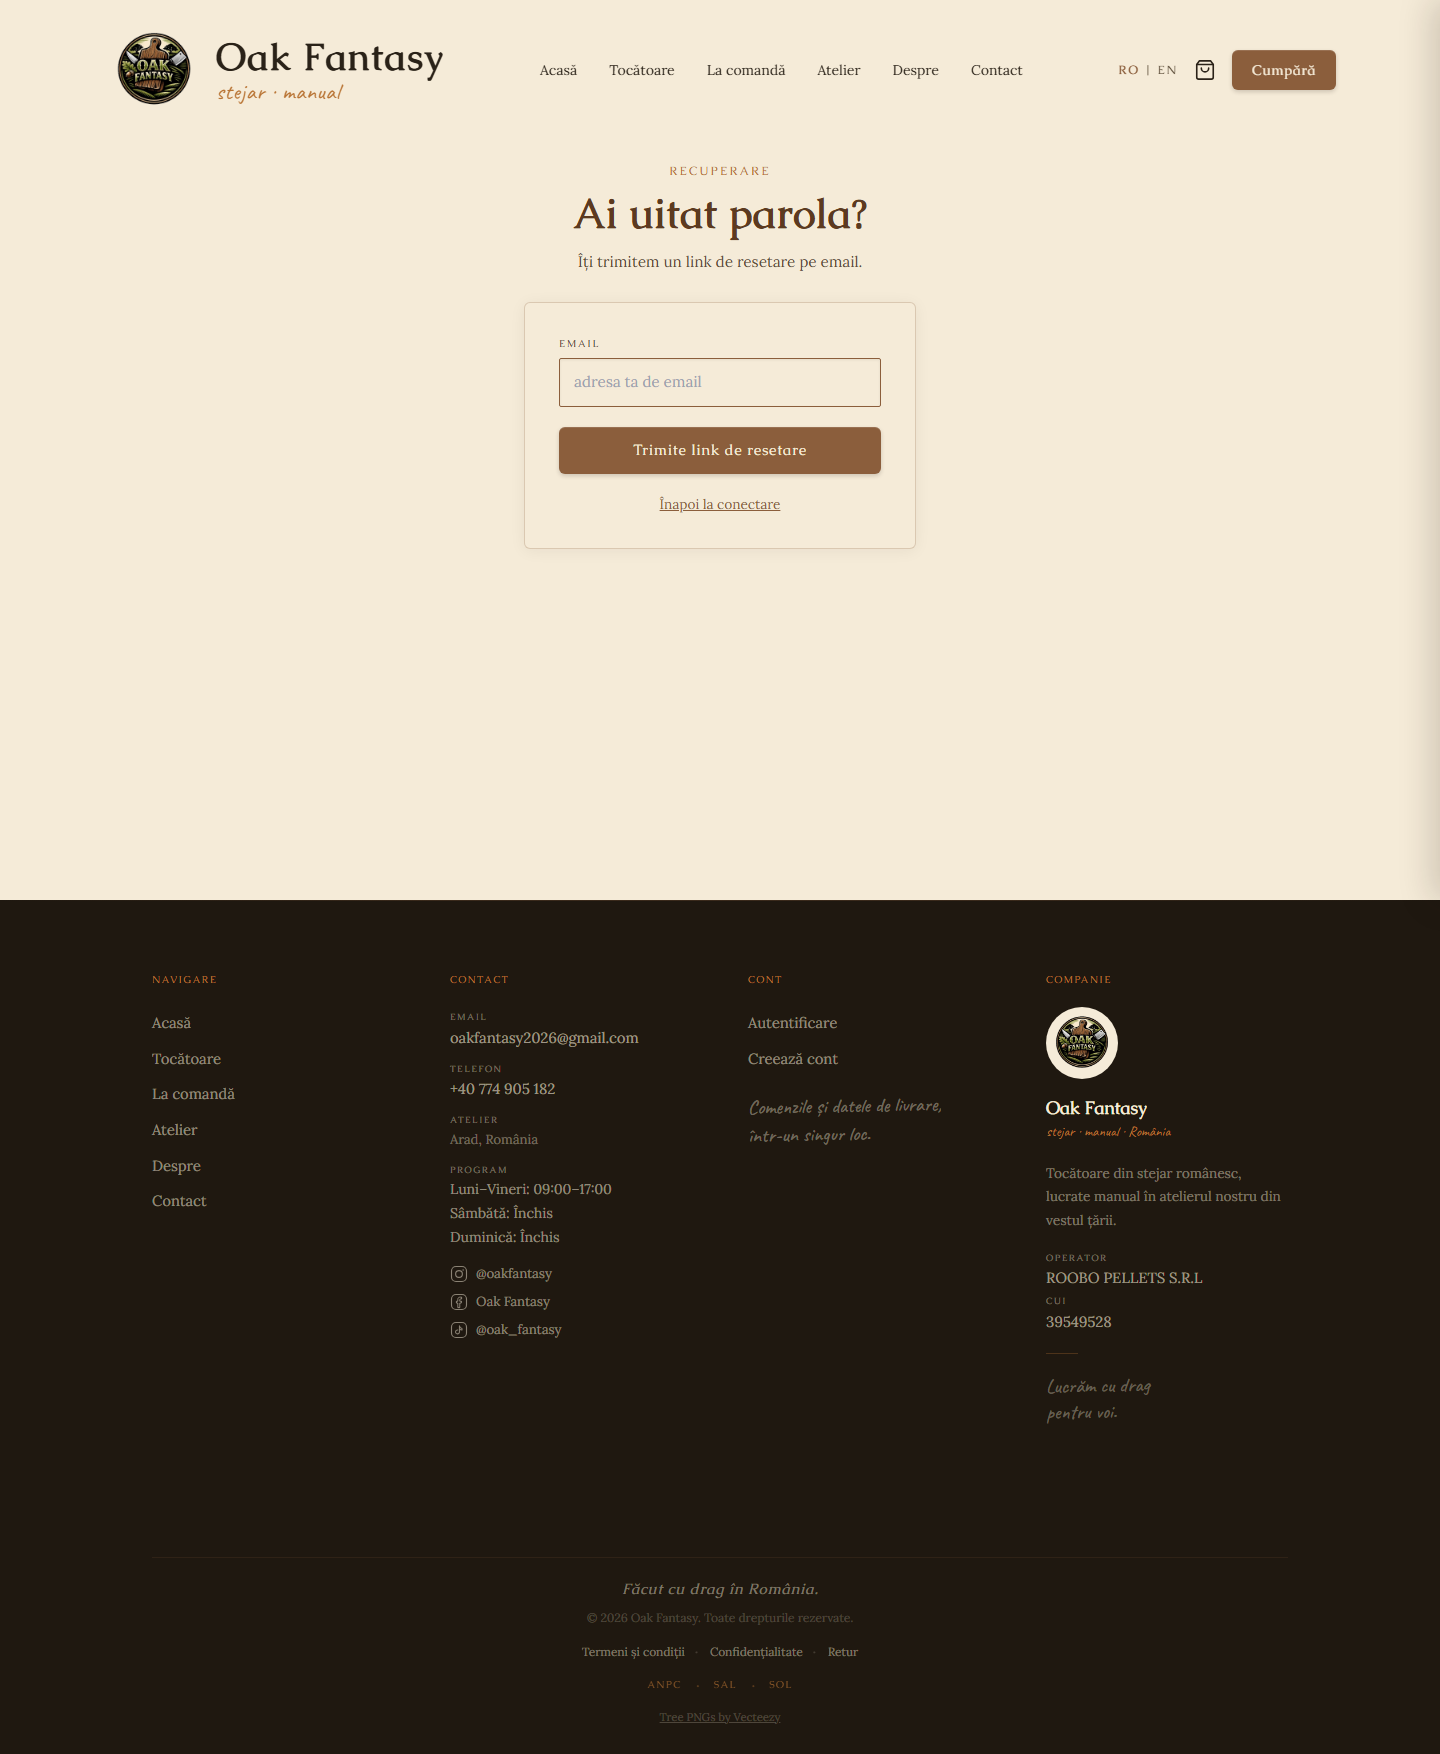 OAK
FANTASY
Oak Fantasy
stejar · manual
Acasă
Tocătoare
La comandă
Atelier
Despre
Contact
RO | EN
Cumpără
RECUPERARE
Ai uitat parola?
Îți trimitem un link de resetare pe email.
EMAIL
adresa ta de email
Trimite link de resetare
Înapoi la conectare
NAVIGARE
Acasă
Tocătoare
La comandă
Atelier
Despre
Contact
CONTACT
EMAIL
oakfantasy2026@gmail.com
TELEFON
+40 774 905 182
ATELIER
Arad, România
PROGRAM
Luni–Vineri: 09:00–17:00
Sâmbătă: Închis
Duminică: Închis
@oakfantasy
Oak Fantasy
@oak_fantasy
CONT
Autentificare
Creează cont
Comenzile și datele de livrare,
într-un singur loc.
COMPANIE
OAK
FANTASY
Oak Fantasy
stejar · manual · România
Tocătoare din stejar românesc,
lucrate manual în atelierul nostru din
vestul țării.
OPERATOR
ROOBO PELLETS S.R.L
CUI
39549528
Lucrăm cu drag
pentru voi.
Făcut cu drag în România.
© 2026 Oak Fantasy. Toate drepturile rezervate.
Termeni și condiții · Confidențialitate · Retur
ANPC · SAL · SOL
Tree PNGs by Vecteezy